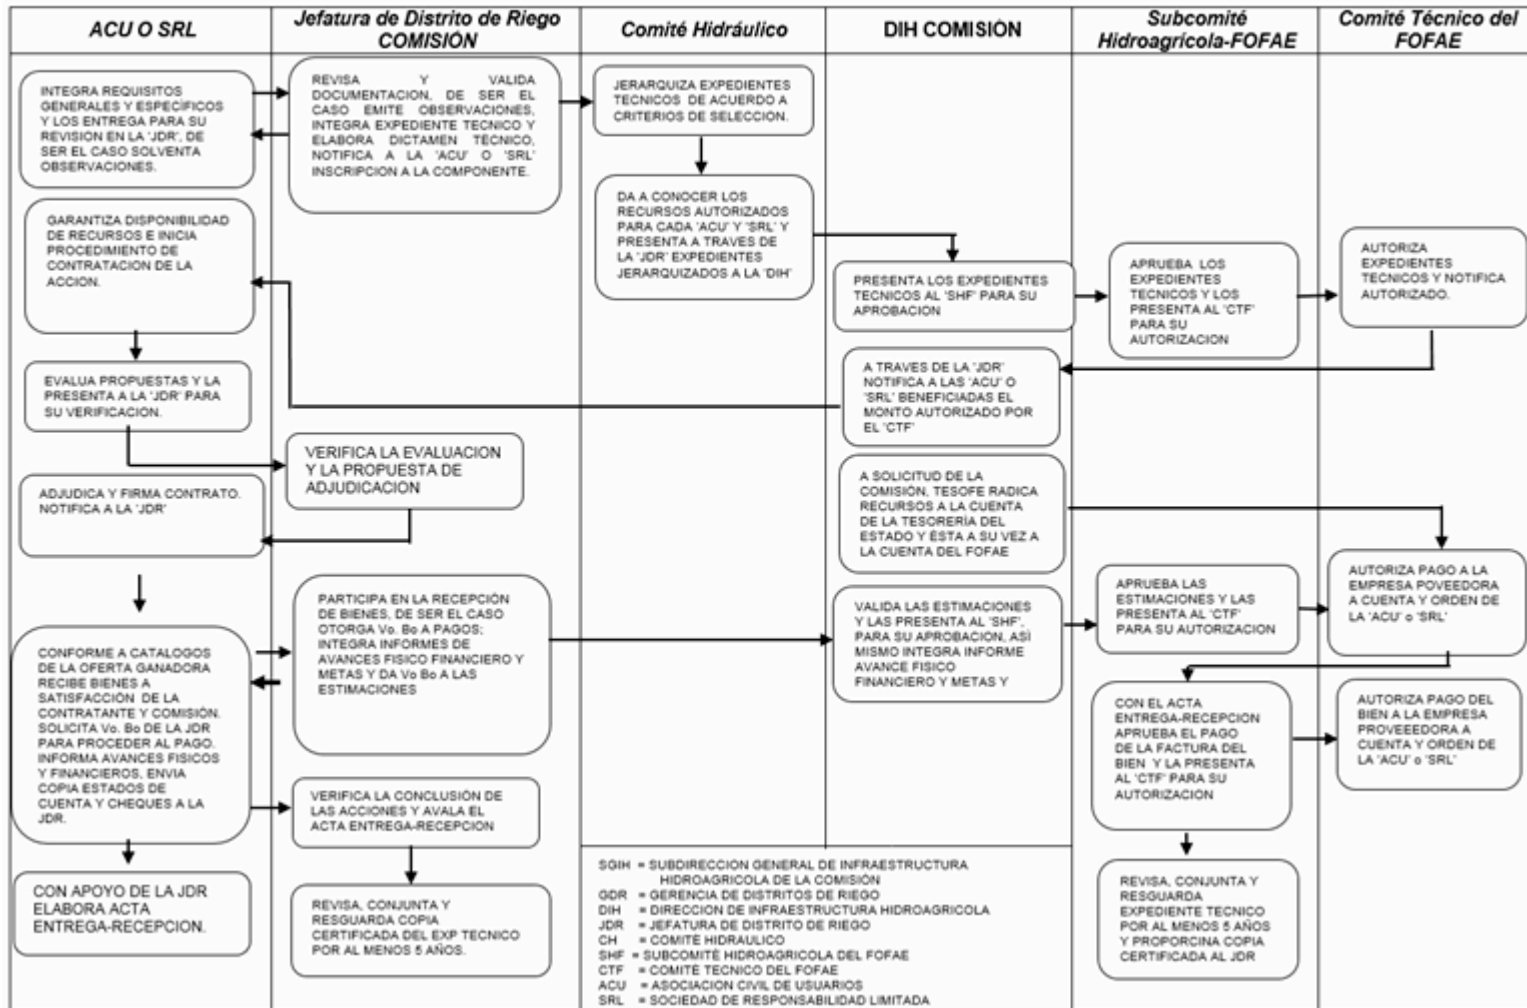 ACU O SRL
Jefatura de Distrito de Riego
COMISIÓN
Comité Hidráulico
DIH COMISIÓN
Subcomité
Hidroagrícola-FOFAE
Comité Técnico del
FOFAE
INTEGRA REQUISITOS
GENERALES Y ESPECÍFICOS
Y LOS ENTREGA PARA SU
REVISION EN LA 'JDR', DE
SER EL CASO SOLVENTA
OBSERVACIONES.
REVISA Y VALIDA
DOCUMENTACION, DE SER EL
CASO EMITE OBSERVACIONES,
INTEGRA EXPEDIENTE TECNICO Y
ELABORA DICTAMEN TÉCNICO,
NOTIFICA A LA 'ACU' O 'SRL'
INSCRIPCION A LA COMPONENTE.
JERARQUIZA EXPEDIENTES
TECNICOS DE ACUERDO A
CRITERIOS DE SELECCION.
DA A CONOCER LOS
RECURSOS AUTORIZADOS
PARA CADA 'ACU' Y 'SRL' Y
PRESENTA A TRAVES DE
LA 'JDR' EXPEDIENTES
JERARQUIZADOS A LA 'DIH'
PRESENTA LOS EXPEDIENTES
TECNICOS AL 'SHF' PARA SU
APROBACION
APRUEBA LOS
EXPEDIENTES
TECNICOS Y LOS
PRESENTA AL 'CTF'
PARA SU
AUTORIZACION
AUTORIZA
EXPEDIENTES
TECNICOS Y NOTIFICA
AUTORIZADO.
GARANTIZA DISPONIBILIDAD
DE RECURSOS E INICIA
PROCEDIMIENTO DE
CONTRATACION DE LA
ACCION.
A TRAVES DE LA 'JDR'
NOTIFICA A LAS 'ACU' O
'SRL' BENEFICIADAS EL
MONTO AUTORIZADO POR
EL 'CTF'
EVALUA PROPUESTAS Y LA
PRESENTA A LA 'JDR' PARA
SU VERIFICACION.
VERIFICA LA EVALUACION
Y LA PROPUESTA DE
ADJUDICACION
ADJUDICA Y FIRMA CONTRATO.
NOTIFICA A LA 'JDR'
A SOLICITUD DE LA
COMISIÓN, TESOFE RADICA
RECURSOS A LA CUENTA
DE LA TESORERÍA DEL
ESTADO Y ÉSTA A SU VEZ A
LA CUENTA DEL FOFAE
CONFORME A CATALOGOS
DE LA OFERTA GANADORA
RECIBE BIENES A
SATISFACCIÓN DE LA
CONTRATANTE Y COMISIÓN.
SOLICITA Vo. Bo DE LA JDR
PARA PROCEDER AL PAGO.
INFORMA AVANCES FISICOS
Y FINANCIEROS, ENVIA
COPIA ESTADOS DE
CUENTA Y CHEQUES A LA
JDR.
PARTICIPA EN LA RECEPCIÓN
DE BIENES, DE SER EL CASO
OTORGA Vo. Bo A PAGOS;
INTEGRA INFORMES DE
AVANCES FISICO FINANCIERO Y
METAS Y DA Vo Bo A LAS
ESTIMACIONES
VALIDA LAS ESTIMACIONES
Y LAS PRESENTA AL 'SHF',
PARA SU APROBACION, ASÍ
MISMO INTEGRA INFORME
AVANCE FISICO
FINANCIERO Y METAS Y
APRUEBA LAS
ESTIMACIONES Y LAS
PRESENTA AL 'CTF'
PARA SU AUTORIZACION
AUTORIZA PAGO A LA
EMPRESA POVEEDORA
A CUENTA Y ORDEN DE
LA 'ACU' o 'SRL'
CON EL ACTA
ENTREGA-RECEPCION
APRUEBA EL PAGO
DE LA FACTURA DEL
BIEN Y LA PRESENTA
AL 'CTF' PARA SU
AUTORIZACION
AUTORIZA PAGO DEL
BIEN A LA EMPRESA
PROVEEEDORA A
CUENTA Y ORDEN DE
LA 'ACU' o 'SRL'
VERIFICA LA CONCLUSIÓN DE
LAS ACCIONES Y AVALA EL
ACTA ENTREGA-RECEPCION
CON APOYO DE LA JDR
ELABORA ACTA
ENTREGA-RECEPCION.
REVISA, CONJUNTA Y
RESGUARDA COPIA
CERTIFICADA DEL EXP TECNICO
POR AL MENOS 5 AÑOS.
REVISA, CONJUNTA Y
RESGUARDA
EXPEDIENTE TECNICO
POR AL MENOS 5 AÑOS
Y PROPORCINA COPIA
CERTIFICADA AL JDR
SGIH = SUBDIRECCION GENERAL DE INFRAESTRUCTURA
HIDROAGRICOLA DE LA COMISIÓN
GDR = GERENCIA DE DISTRITOS DE RIEGO
DIH = DIRECCION DE INFRAESTRUCTURA HIDROAGRICOLA
JDR = JEFATURA DE DISTRITO DE RIEGO
CH = COMITÉ HIDRAULICO
SHF = SUBCOMITÉ HIDROAGRICOLA DEL FOFAE
CTF = COMITÉ TECNICO DEL FOFAE
ACU = ASOCIACION CIVIL DE USUARIOS
SRL = SOCIEDAD DE RESPONSABILIDAD LIMITADA